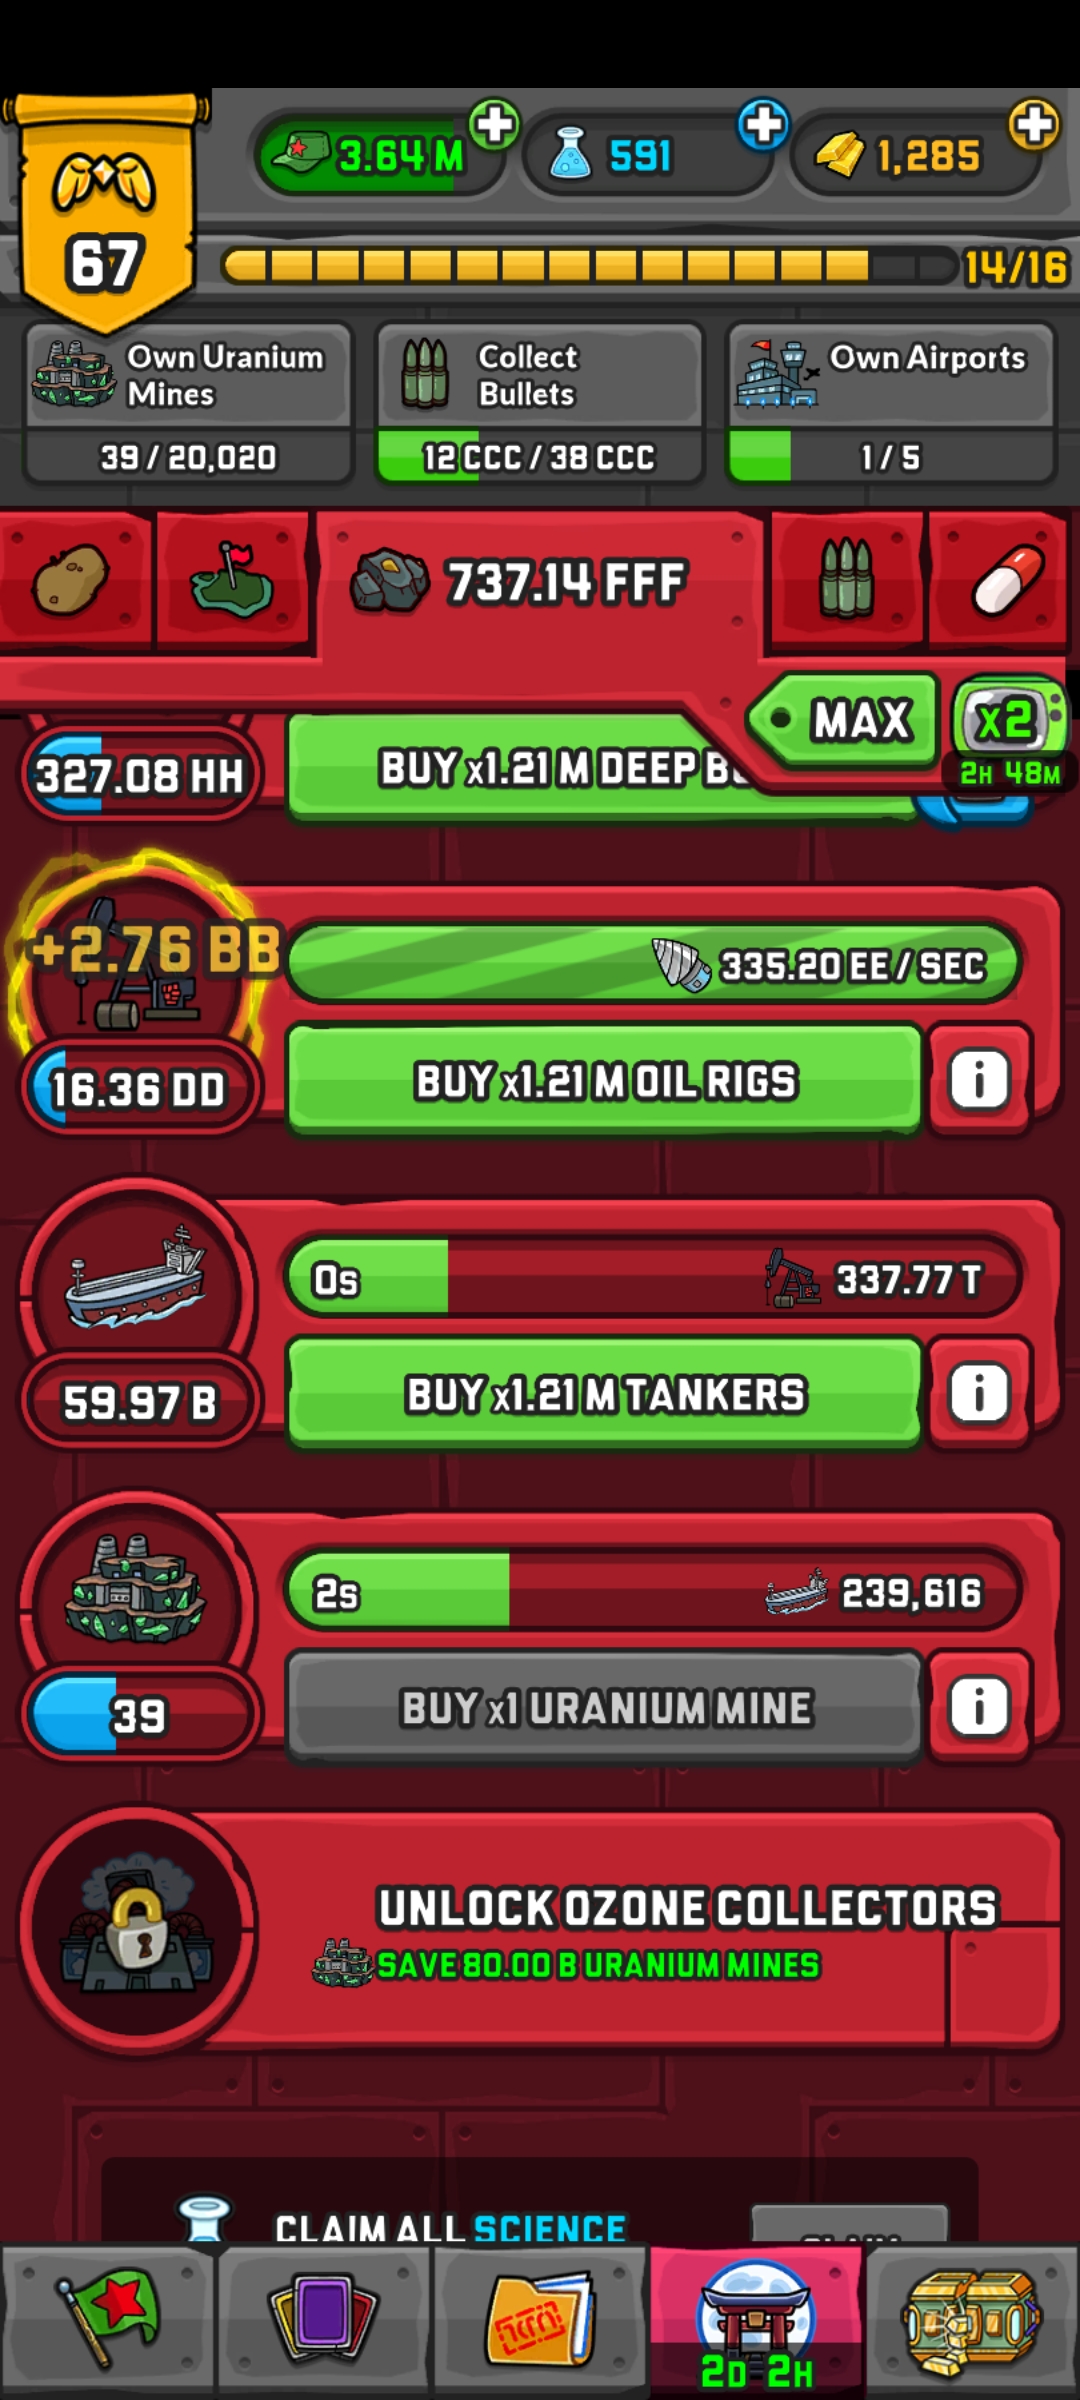 3.64 M
591
1,285
67
14/16
Own Uranium
Mines
39 / 20,020
Collect
Bullets
12 CCC / 38 CCC
Own Airports
1 / 5
737.14 FFF
MAX
x2
2H 48M
327.08 HH
BUY x1.21 M DEEP
+2.76 BB
335.20 EE / SEC
16.36 DD
BUY x1.21 M OIL RIGS
0s
337.77 T
59.97 B
BUY x1.21 M TANKERS
2s
239,616
39
BUY x1 URANIUM MINE
UNLOCK OZONE COLLECTORS
SAVE 80.00 B URANIUM MINES
CLAIM ALL SCIENCE
2D 2H